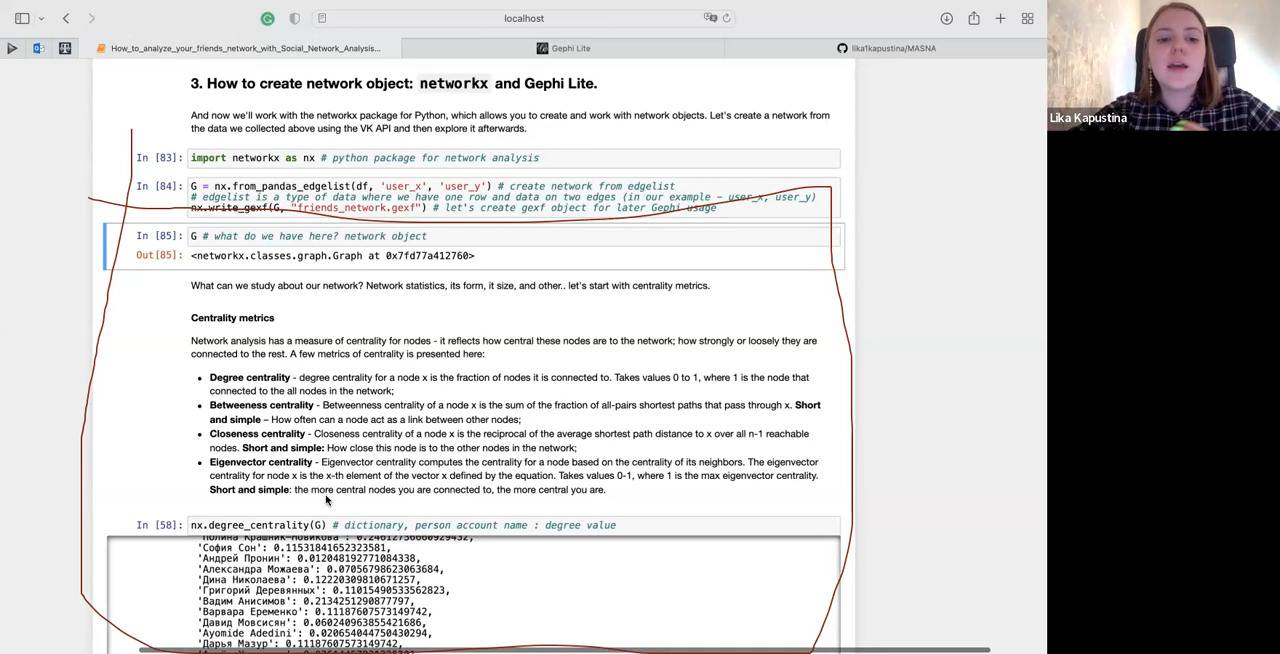 localhost
How_to_analyze_your_friends_network_with_Social_Network_Analysis...
Gephi Lite
lika1kapustina/MASNA
Lika Kapustina
3. How to create network object: networkx and Gephi Lite.
And now we'll work with the networkx package for Python, which allows you to create and work with network objects. Let's create a network from
the data we collected above using the VK API and then explore it afterwards.
In [83]: import networkx as nx # python package for network analysis
In [84]: G = nx.from_pandas_edgelist(df, 'user_x', 'user_y') # create network from edgelist
# edgelist is a type of data where we have one row and data on two edges (in our example - user_x, user_y)
nx.write_gexf(G, "friends_network.gexf") # let's create gexf object for later Gephi usage
In [85]: G # what do we have here? network object
Out[85]: <networkx.classes.graph.Graph at 0x7fd77a412760>
What can we study about our network? Network statistics, its form, it size, and other.. let's start with centrality metrics.
Centrality metrics
Network analysis has a measure of centrality for nodes - it reflects how central these nodes are to the network; how strongly or loosely they are
connected to the rest. A few metrics of centrality is presented here:
• Degree centrality - degree centrality for a node x is the fraction of nodes it is connected to. Takes values 0 to 1, where 1 is the node that
connected to the all nodes in the network;
• Betweeness centrality - Betweenness centrality of a node x is the sum of the fraction of all-pairs shortest paths that pass through x. Short
and simple – How often can a node act as a link between other nodes;
• Closeness centrality - Closeness centrality of a node x is the reciprocal of the average shortest path distance to x over all n-1 reachable
nodes. Short and simple: How close this node is to the other nodes in the network;
• Eigenvector centrality - Eigenvector centrality computes the centrality for a node based on the centrality of its neighbors. The eigenvector
centrality for node x is the x-th element of the vector x defined by the equation. Takes values 0-1, where 1 is the max eigenvector centrality.
Short and simple: the more central nodes you are connected to, the more central you are.
In [58]: nx.degree_centrality(G) # dictionary, person account name : degree value
'София Сон': 0.11531841652323581,
'Андрей Пронин': 0.012048192771084338,
'Александра Можаева': 0.07056798623063684,
'Дина Николаева': 0.12220309810671257,
'Григорий Деревянных': 0.11015490533562823,
'Вадим Анисимов': 0.2134251290877797,
'Варвара Еременко': 0.11187607573149742,
'Давид Мовсисян': 0.060240963855421686,
'Ayomide Adedini': 0.020654044750430294,
'Дарья Мазур': 0.11187607573149742,